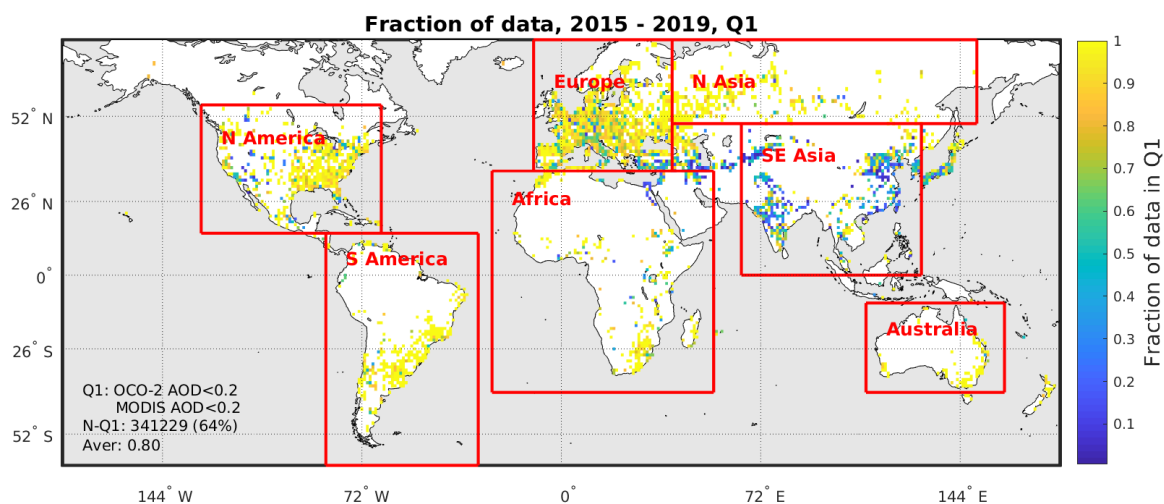 Fraction of data, 2015 - 2019, Q1
Europe
N Asia
N America
SE Asia
Africa
S America
Australia
Q1: OCO-2 AOD<0.2
MODIS AOD<0.2
N-Q1: 341229 (64%)
Aver: 0.80
52° N
26° N
0°
26° S
52° S
144° W
72° W
0°
72° E
144° E
1
0.9
0.8
0.7
0.6
0.5
0.4
0.3
0.2
0.1
Fraction of data in Q1